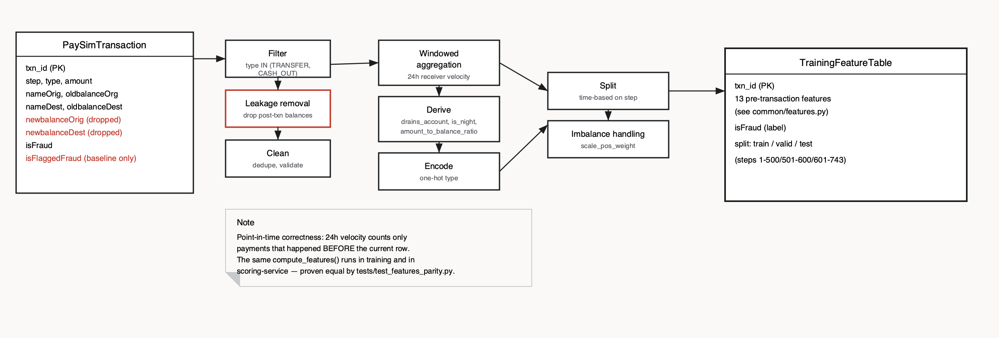 PaySimTransaction
txn_id (PK)
step, type, amount
nameOrig, oldbalanceOrg
nameDest, oldbalanceDest
newbalanceOrig (dropped)
newbalanceDest (dropped)
isFraud
isFlaggedFraud (baseline only)
Filter
type IN (TRANSFER,
CASH_OUT)
Leakage removal
drop post-txn balances
Clean
dedupe, validate
Windowed
aggregation
24h receiver velocity
Derive
drains_account, is_night,
amount_to_balance_ratio
Encode
one-hot type
Split
time-based on step
Imbalance handling
scale_pos_weight
TrainingFeatureTable
txn_id (PK)
13 pre-transaction features
(see common/features.py)
isFraud (label)
split: train / valid / test
(steps 1-500/501-600/601-743)
Note
Point-in-time correctness: 24h velocity counts only
payments that happened BEFORE the current row.
The same compute_features() runs in training and in
scoring-service — proven equal by tests/test_features_parity.py.